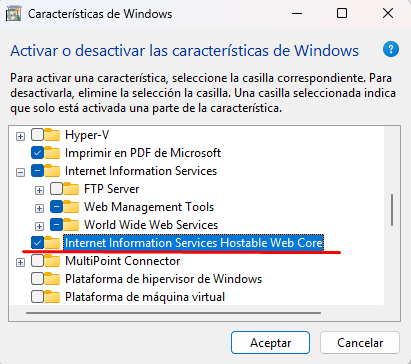 Características de Windows
Activar o desactivar las características de Windows
?
Para activar una característica, seleccione la casilla correspondiente. Para
desactivarla, elimine la selección la casilla. Una casilla seleccionada indica
que solo está activada una parte de la característica.
Hyper-V
Imprimir en PDF de Microsoft
Internet Information Services
FTP Server
Web Management Tools
World Wide Web Services
Internet Information Services Hostable Web Core
MultiPoint Connector
Plataforma de hipervisor de Windows
Plataforma de máquina virtual
Aceptar
Cancelar